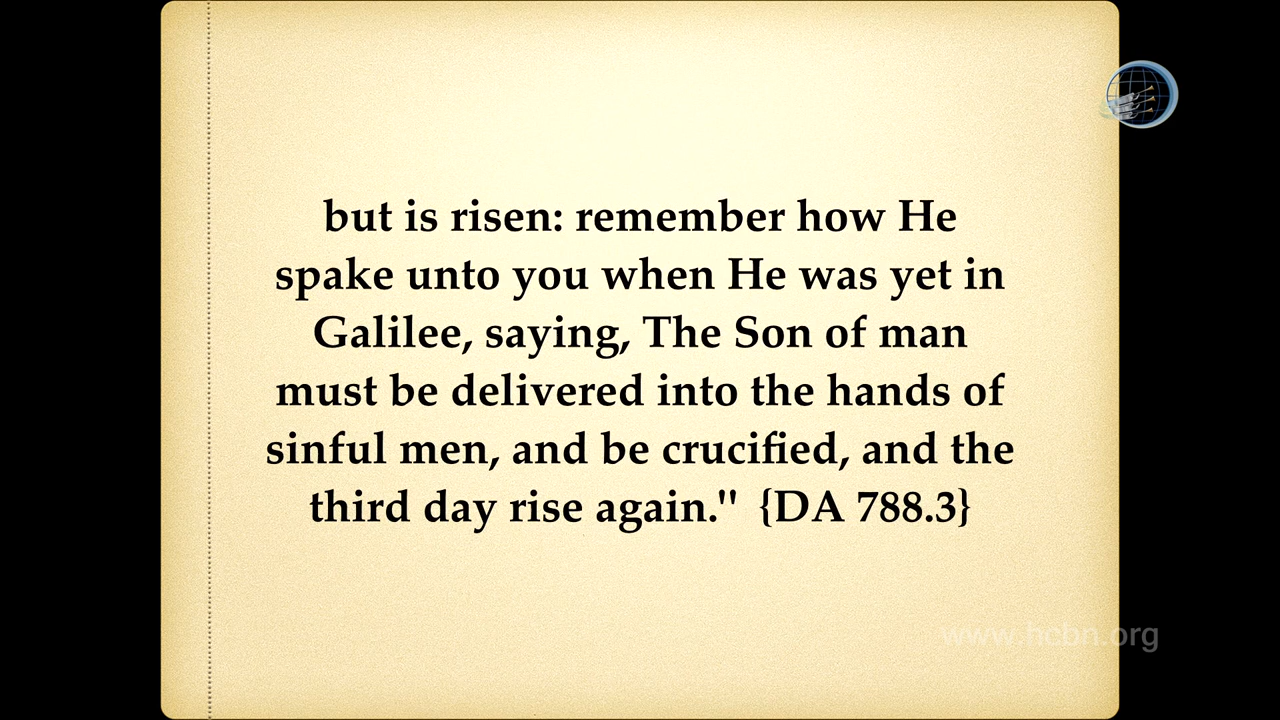 but is risen: remember how He
spake unto you when He was yet in
Galilee, saying, The Son of man
must be delivered into the hands of
sinful men, and be crucified, and the
third day rise again." {DA 788.3}
www.hcbn.org